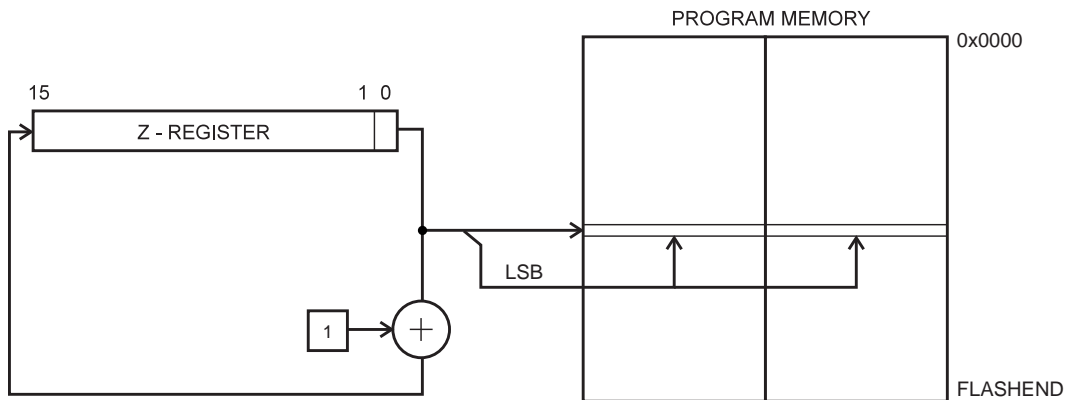 PROGRAM MEMORY
0x0000
15 1 0
Z - REGISTER
LSB
1
+
FLASHEND